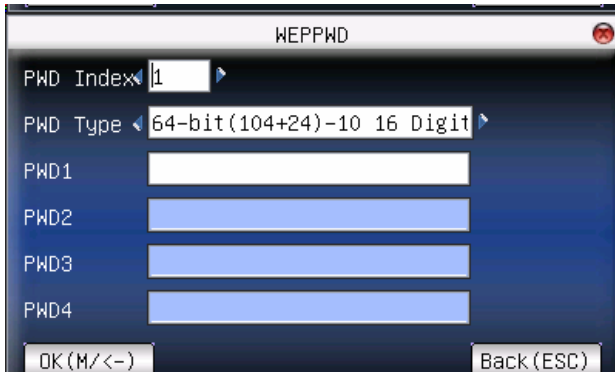 WEPPWD
PWD Index 1
PWD Type 64-bit(104+24)-10 16 Digit
PWD1
PWD2
PWD3
PWD4
OK(M/<-) Back(ESC)